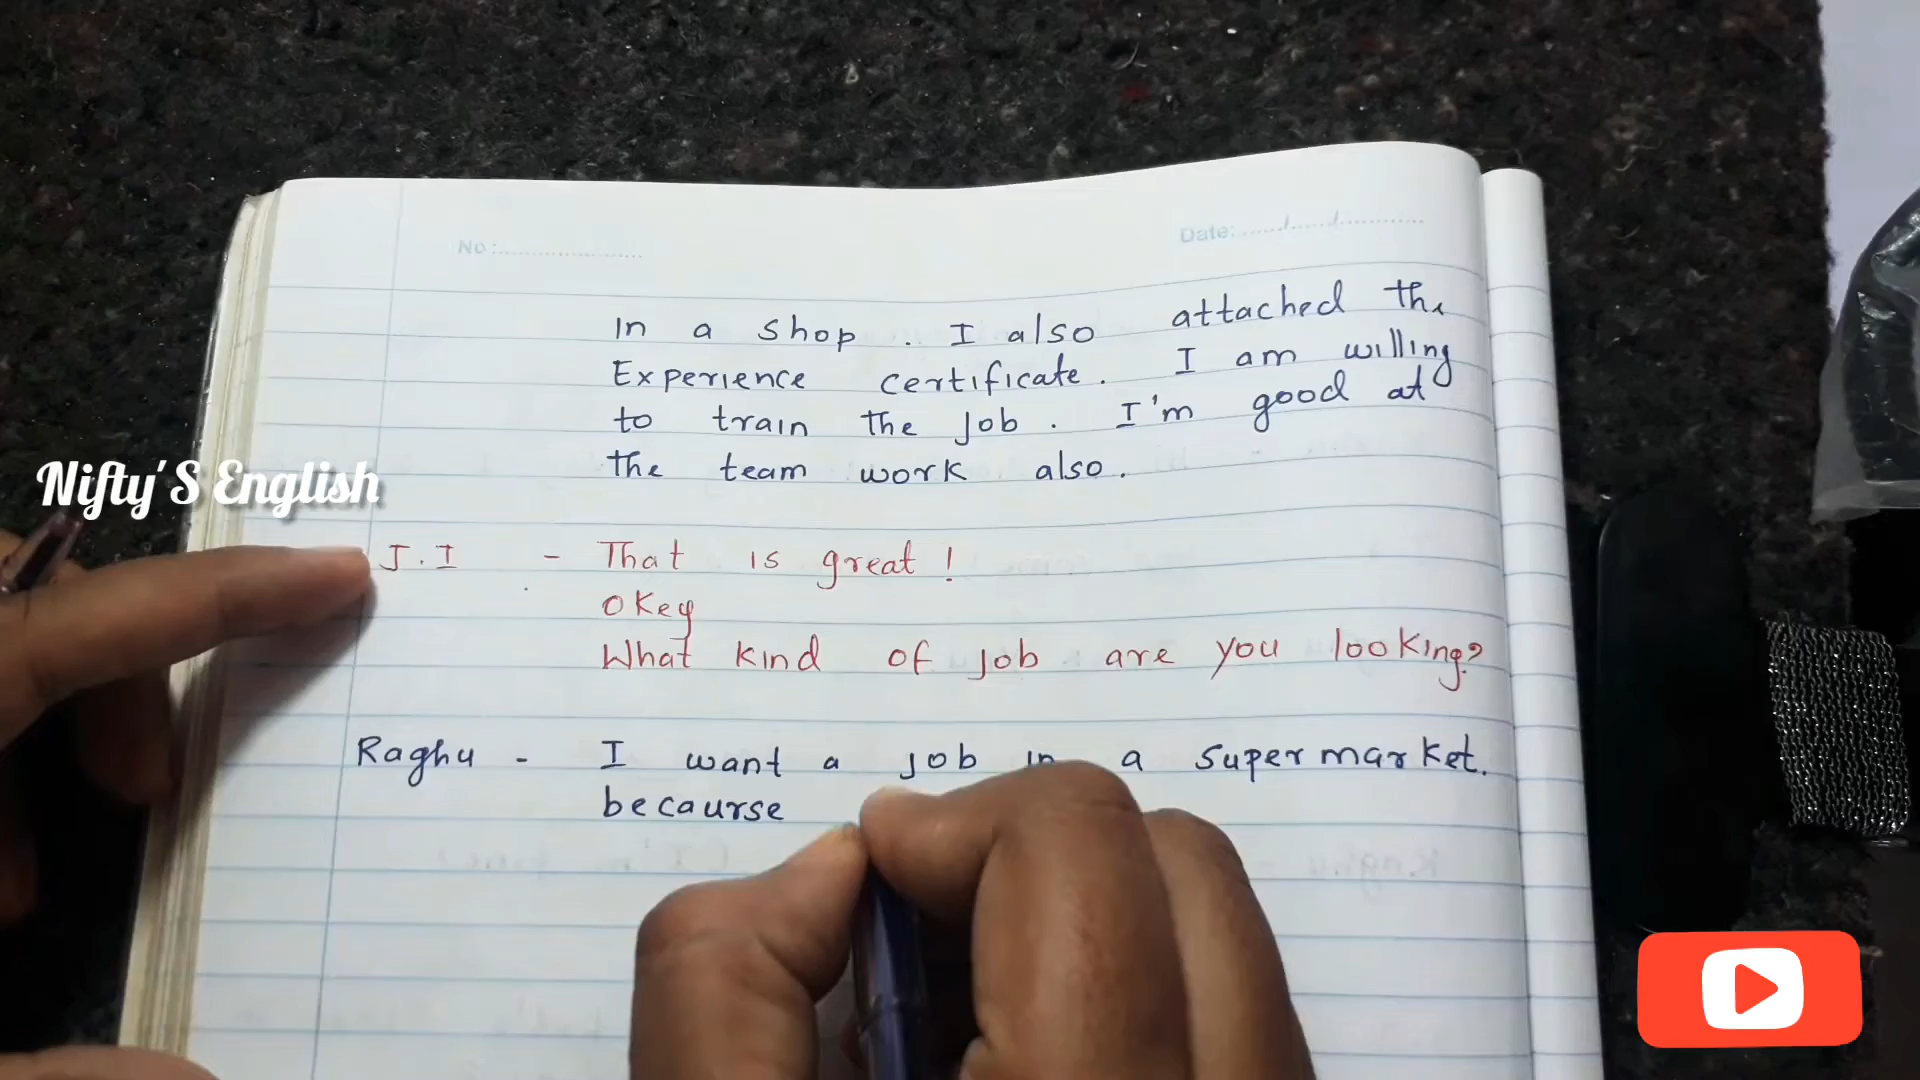 No:
Date: ....../....../............
In a shop. I also attached the
Experience certificate. I am willing
to train the job. I'm good at
the team work also.
Nifty'S English
J.I - That is great!
Okey
What kind of job are you looking?
Raghu - I want a job in a Supermarket.
becaurse